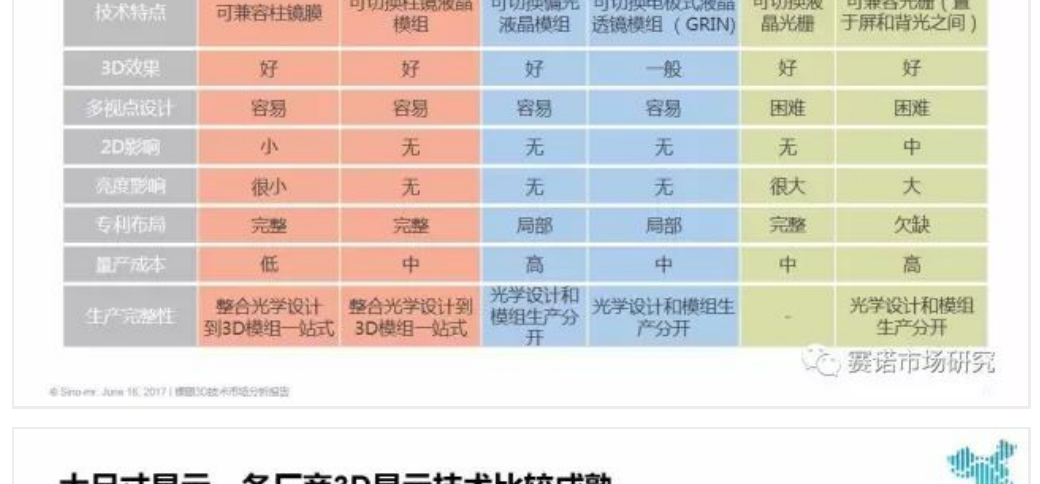 技术特点 可兼容柱镜膜 可切换柱镜液晶模组 可切换偏光液晶模组 可切换电极式液晶透镜模组（GRIN） 可切换液晶光栅 可兼容光栅（置于屏和背光之间）
3D效果 好 好 好 一般 好 好
多视点设计 容易 容易 容易 容易 困难 困难
2D影响 小 无 无 无 无 中
亮度影响 很小 无 无 无 很大 大
专利布局 完整 完整 局部 局部 完整 欠缺
量产成本 低 中 高 中 中 高
生产完整性 整合光学设计到3D模组一站式 整合光学设计到3D模组一站式 光学设计和模组生产分开 光学设计和模组生产分开 - 光学设计和模组生产分开
赛诺市场研究
© Sino-mr. June 16, 2017 | 裸眼3D技术市场分析报告
大尺寸显示，各厂商3D显示技术比较成熟